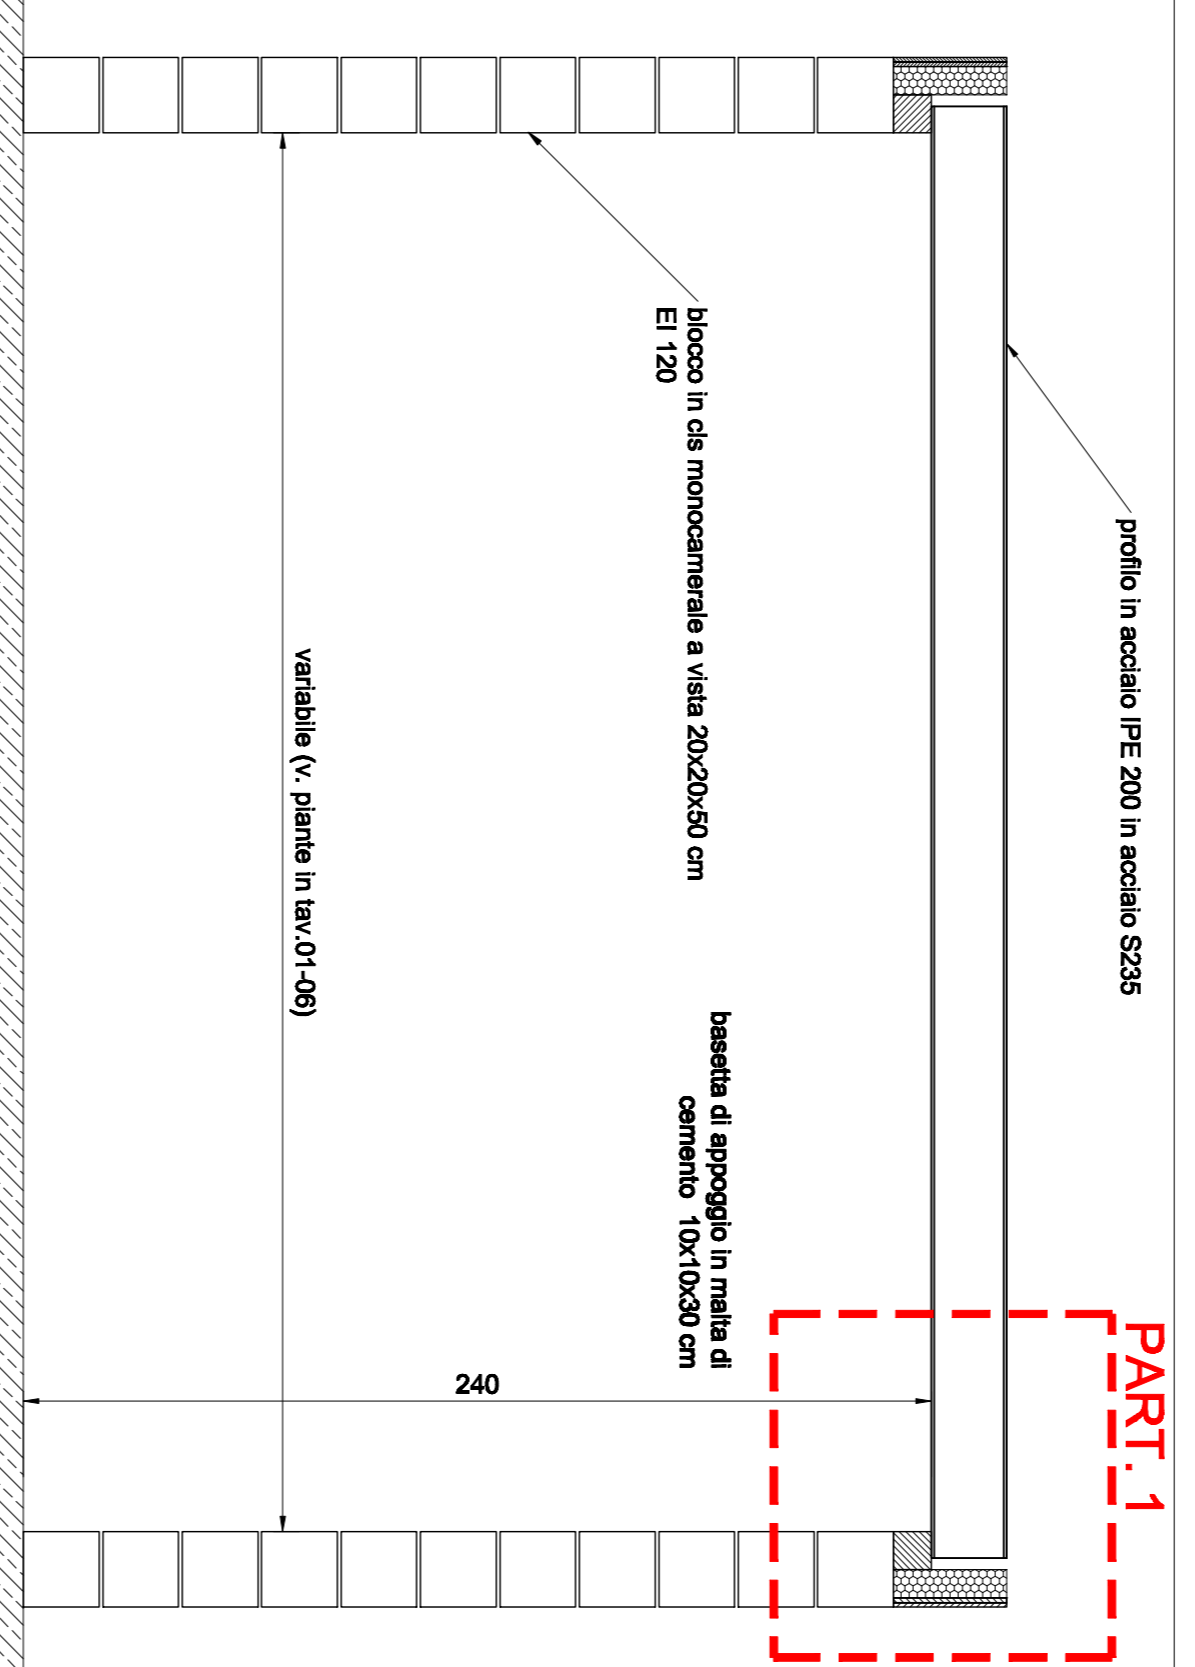 PART. 1
profilo in acciaio IPE 200 in acciaio S235
basetta di appoggio in malta di
cemento 10x10x30 cm
blocco in cls monocamerale a vista 20x20x50 cm
EI 120
240
variabile (v. piante in tav.01-06)